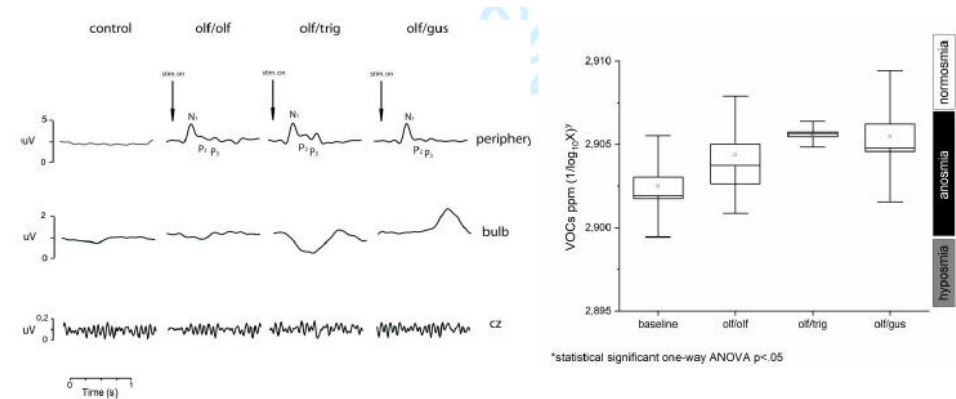 control olf/olf olf/trig olf/gus
stim.on stim.on stim.on
N₁ N₁ N₁
5
uV
0
P₂ P₃ P₂ P₃ P₂ P₃
periphery
2
uV
0
bulb
0,2
uV
0
cz
0 1
Time (s)
VOCs ppm (1/log₁₀X)ʸ
2,910
2,905
2,900
2,895
baseline olf/olf olf/trig olf/gus
normosmia
anosmia
hyposmia
*statistical significant one-way ANOVA p<.05